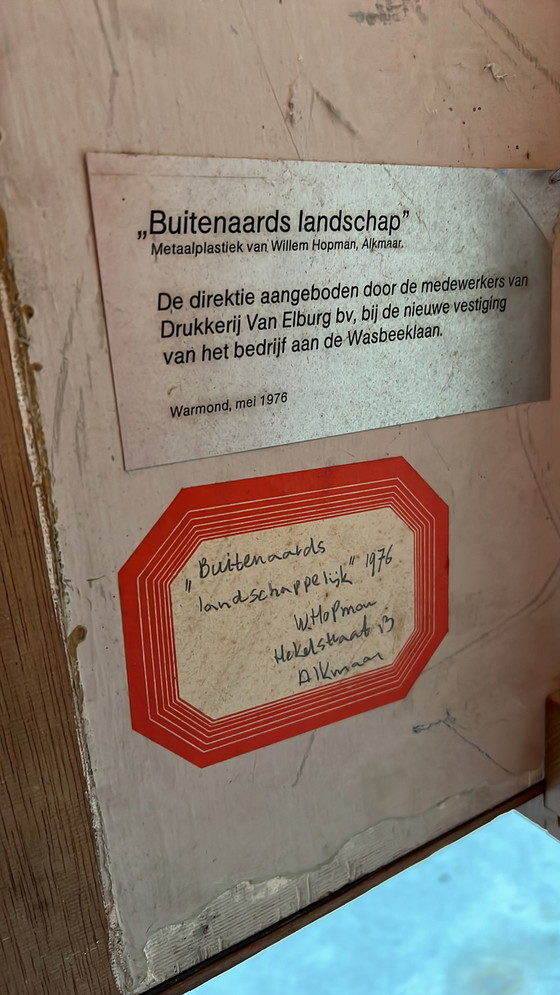 „Buitenaards landschap”
Metaalplastiek van Willem Hopman, Alkmaar.
De direktie aangeboden door de medewerkers van
Drukkerij Van Elburg bv, bij de nieuwe vestiging
van het bedrijf aan de Wasbeeklaan.
Warmond, mei 1976
„Buitenaards
landschappelijk” 1976
W. Hopman
Hekelstraat 13
Alkmaar